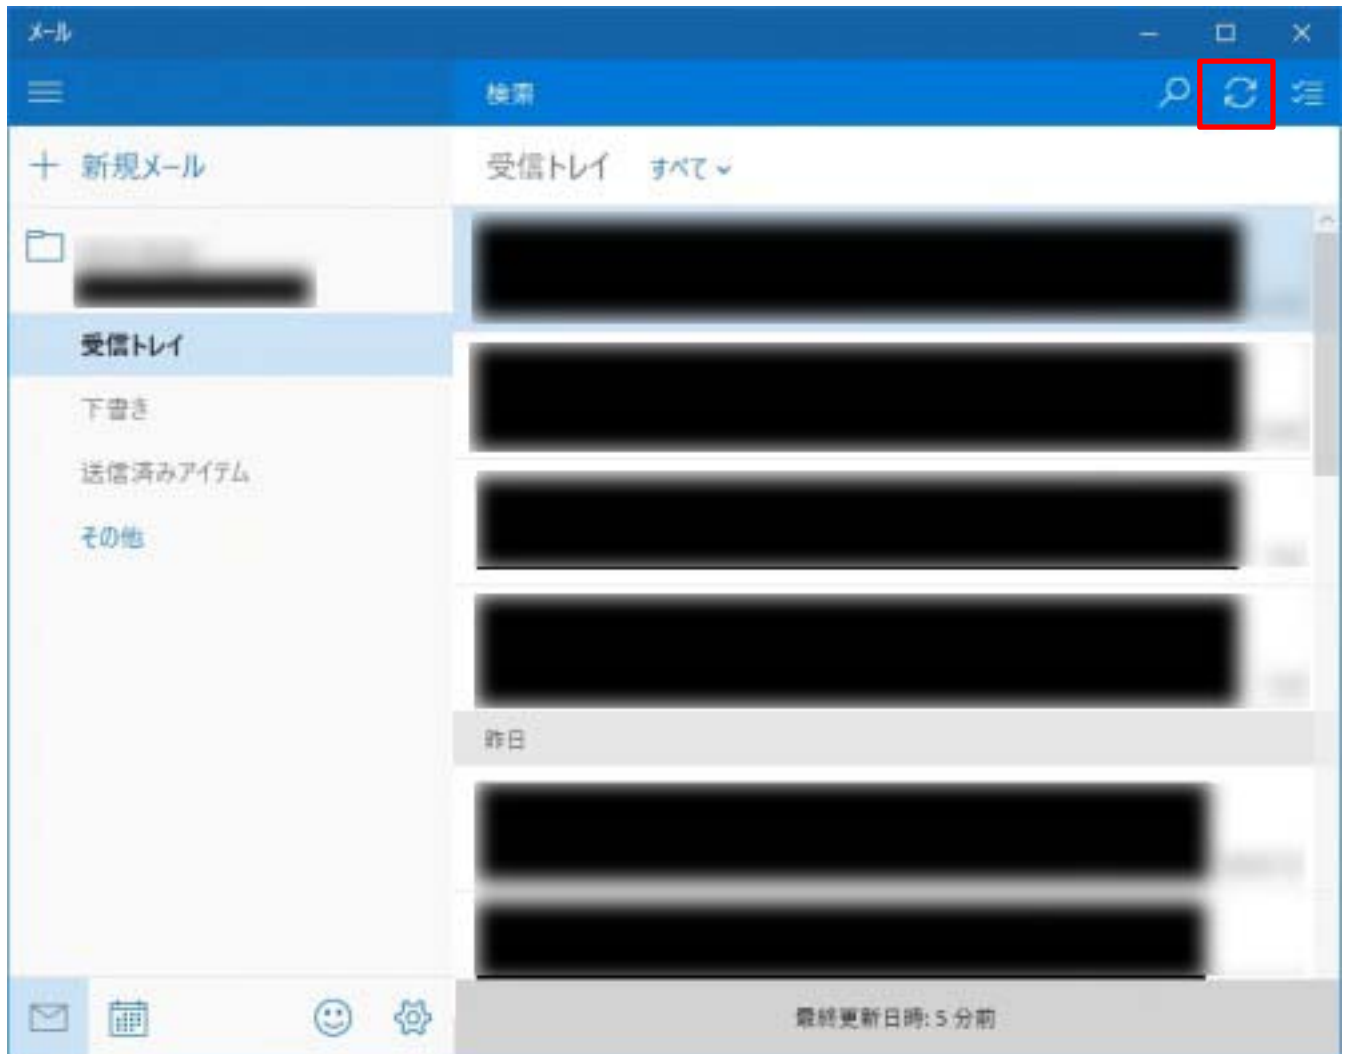 メール
検索
+ 新規メール
受信トレイ すべて
受信トレイ
下書き
送信済みアイテム
その他
昨日
最終更新日時: 5 分前